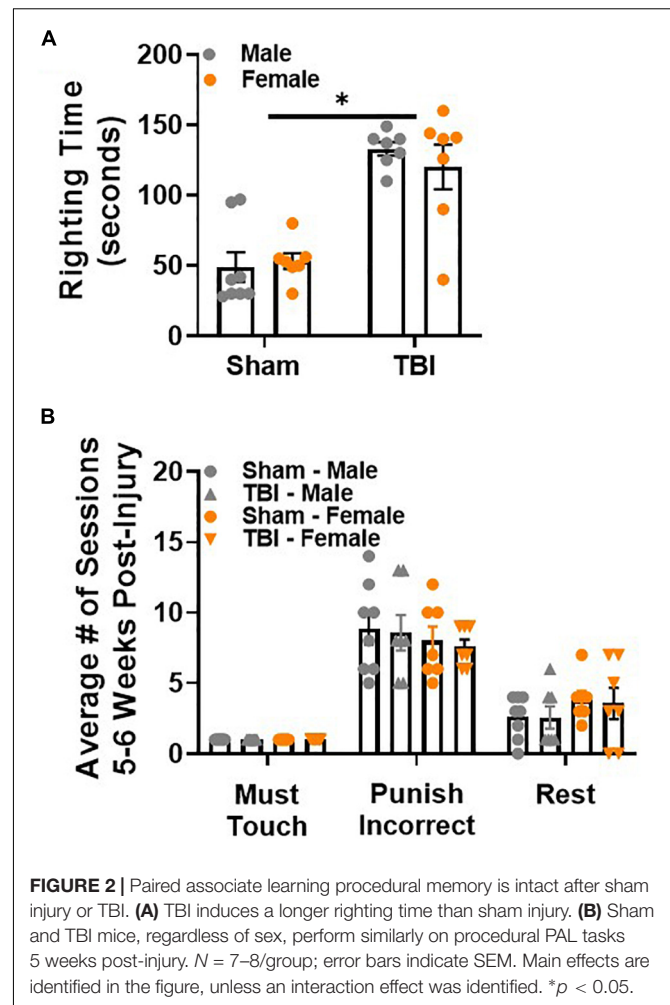 A
Male
Female
*
Righting Time
(seconds)
200
150
100
50
0
Sham
TBI
B
Sham - Male
TBI - Male
Sham - Female
TBI - Female
Average # of Sessions
5-6 Weeks Post-Injury
20
15
10
5
0
Must
Touch
Punish
Incorrect
Rest
FIGURE 2 | Paired associate learning procedural memory is intact after sham
injury or TBI. (A) TBI induces a longer righting time than sham injury. (B) Sham
and TBI mice, regardless of sex, perform similarly on procedural PAL tasks
5 weeks post-injury. N = 7–8/group; error bars indicate SEM. Main effects are
identified in the figure, unless an interaction effect was identified. *p < 0.05.